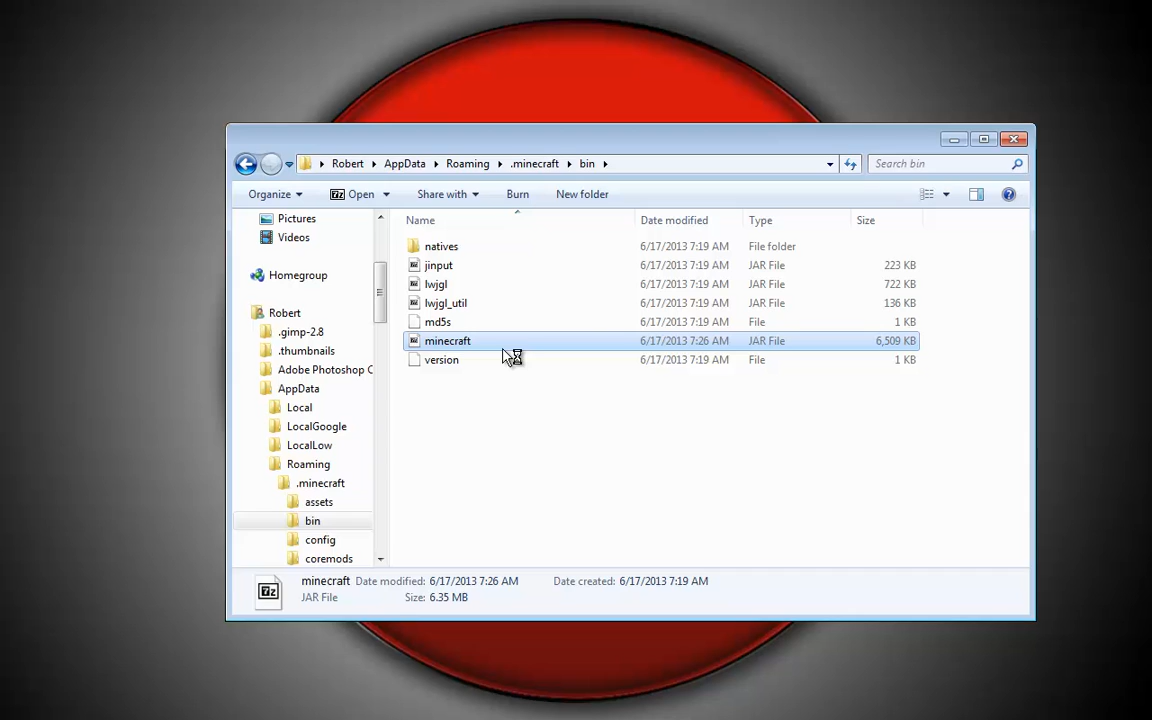 Robert AppData Roaming .minecraft bin Search bin
Organize Open Share with Burn New folder
Name Date modified Type Size
Pictures
Videos
Homegroup
Robert
.gimp-2.8
.thumbnails
Adobe Photoshop C
AppData
Local
LocalGoogle
LocalLow
Roaming
.minecraft
assets
bin
config
coremods
natives 6/17/2013 7:19 AM File folder
jinput 6/17/2013 7:19 AM JAR File 223 KB
lwjgl 6/17/2013 7:19 AM JAR File 722 KB
lwjgl_util 6/17/2013 7:19 AM JAR File 136 KB
md5s 6/17/2013 7:19 AM File 1 KB
minecraft 6/17/2013 7:26 AM JAR File 6,509 KB
version 6/17/2013 7:19 AM File 1 KB
minecraft Date modified: 6/17/2013 7:26 AM Date created: 6/17/2013 7:19 AM
JAR File Size: 6.35 MB
7z